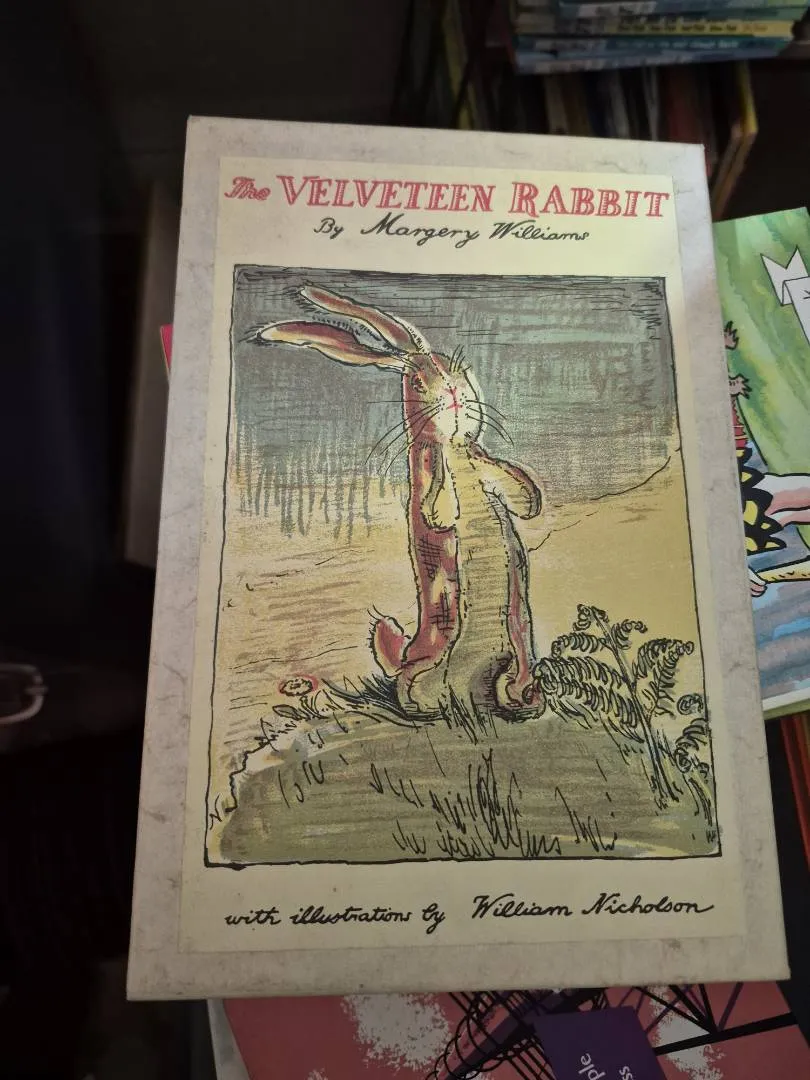 The VELVETEEN RABBIT
By Margery Williams
with illustrations by William Nicholson